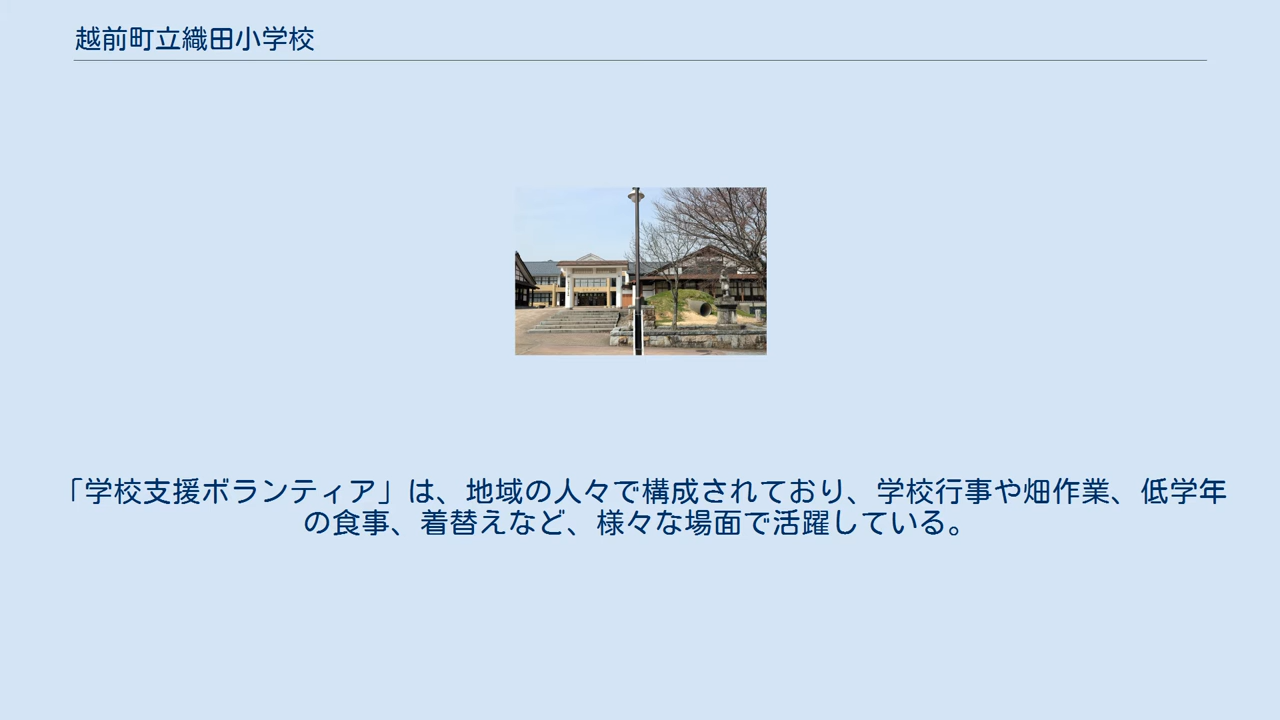 越前町立織田小学校
「学校支援ボランティア」は、地域の人々で構成されており、学校行事や畑作業、低学年
の食事、着替えなど、様々な場面で活躍している。